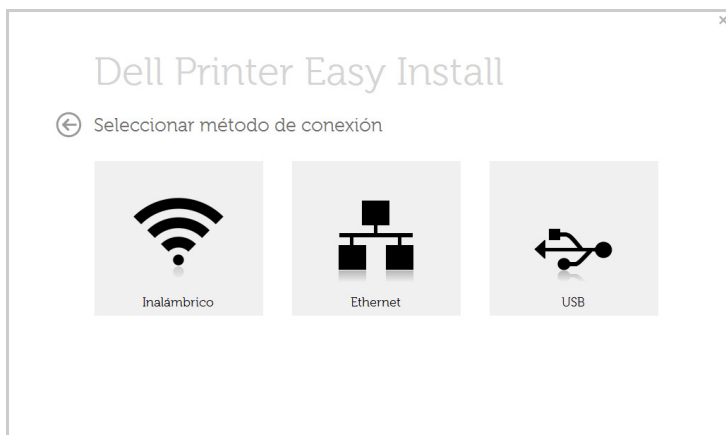 Dell Printer Easy Install
Seleccionar método de conexión
Inalámbrico
Ethernet
USB